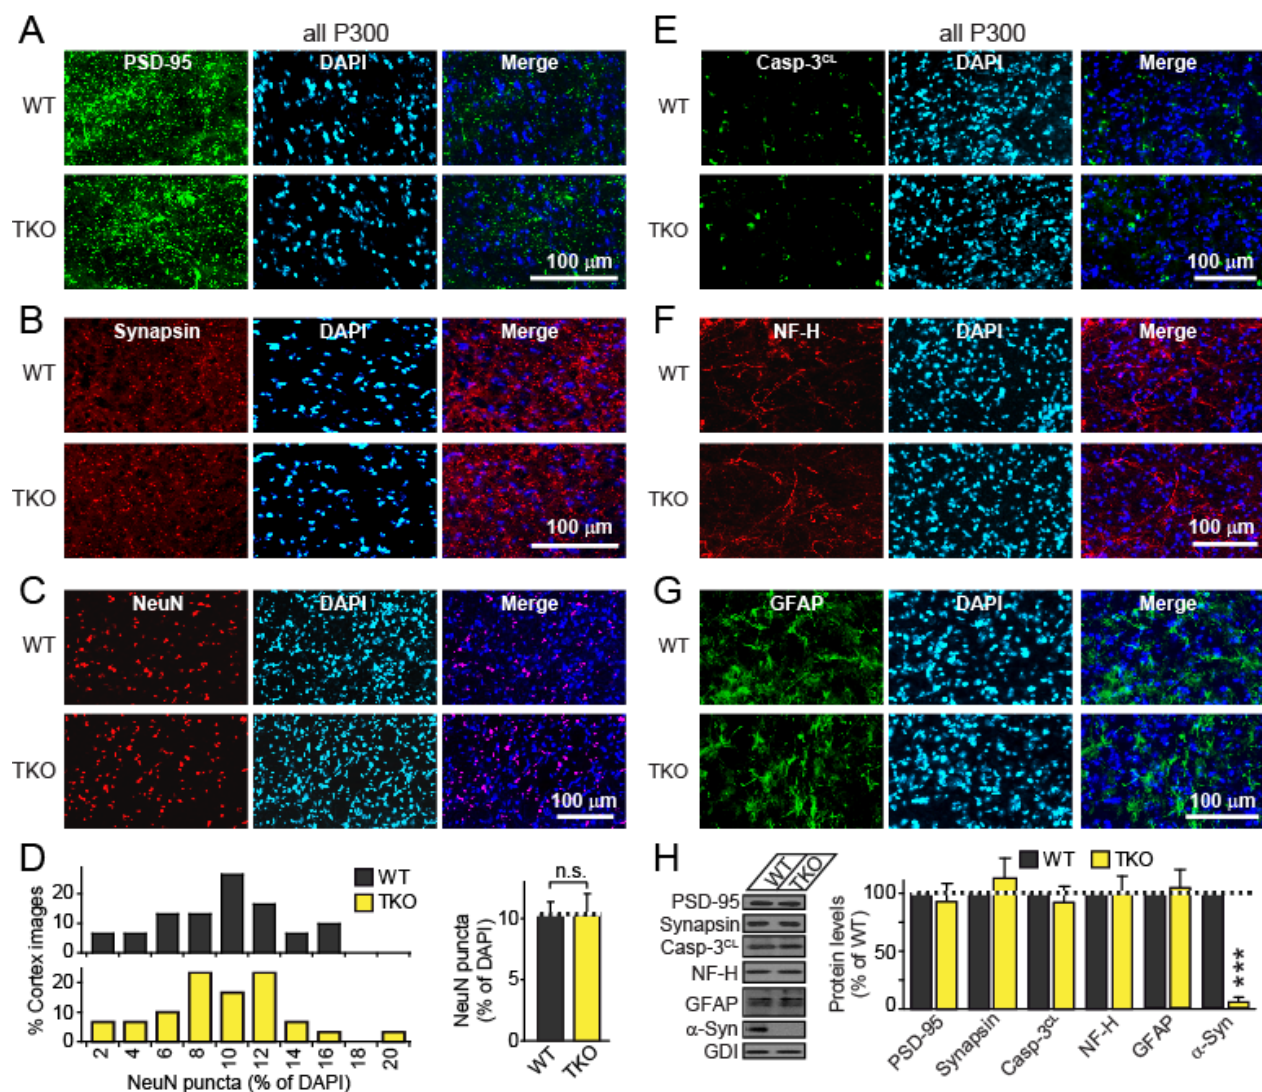 A
all P300
PSD-95 DAPI Merge
WT
TKO
100 μm
B
Synapsin DAPI Merge
WT
TKO
100 μm
C
NeuN DAPI Merge
WT
TKO
100 μm
D
% Cortex images
20
10
0
20
10
0
WT
TKO
2 4 6 8 10 12 14 16 18 20
NeuN puncta (% of DAPI)
NeuN puncta
(% of DAPI)
10
5
0
n.s.
WT TKO
E
all P300
Casp-3CL DAPI Merge
WT
TKO
100 μm
F
NF-H DAPI Merge
WT
TKO
100 μm
G
GFAP DAPI Merge
WT
TKO
100 μm
H
WT TKO
PSD-95
Synapsin
Casp-3CL
NF-H
GFAP
α-Syn
GDI
WT TKO
Protein levels
(% of WT)
100
50
0
***
PSD-95 Synapsin Casp-3CL NF-H GFAP α-Syn